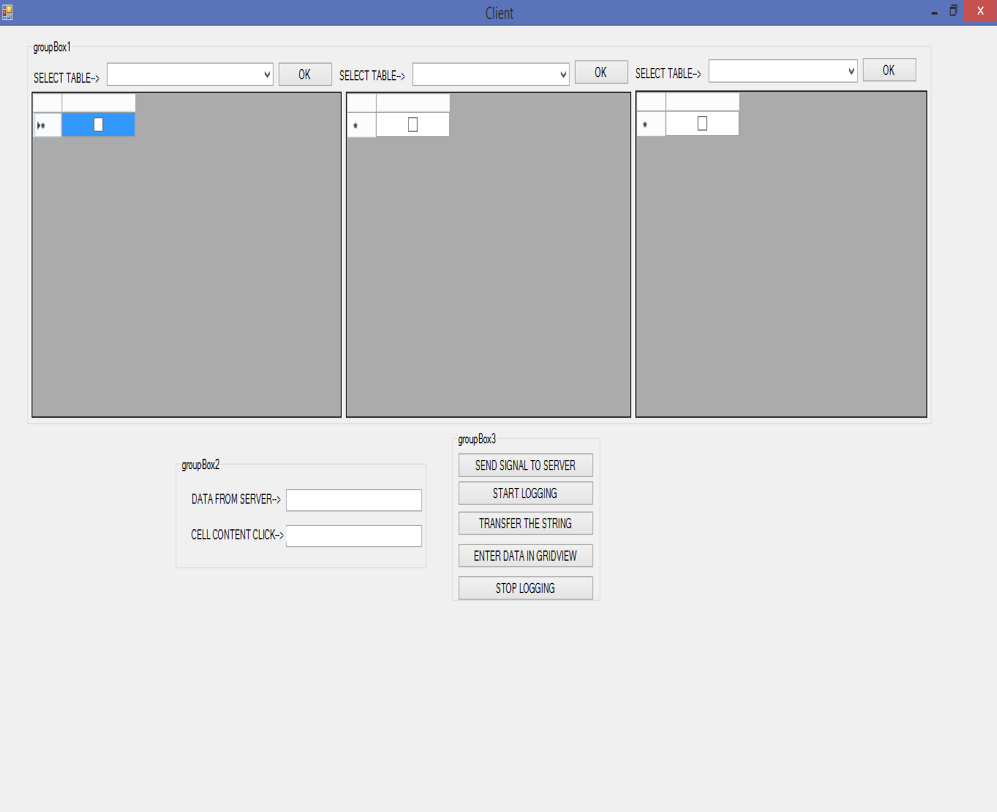 Client
groupBox1
SELECT TABLE-->
OK
SELECT TABLE-->
OK
SELECT TABLE-->
OK
groupBox2
DATA FROM SERVER-->
CELL CONTENT CLICK-->
groupBox3
SEND SIGNAL TO SERVER
START LOGGING
TRANSFER THE STRING
ENTER DATA IN GRIDVIEW
STOP LOGGING